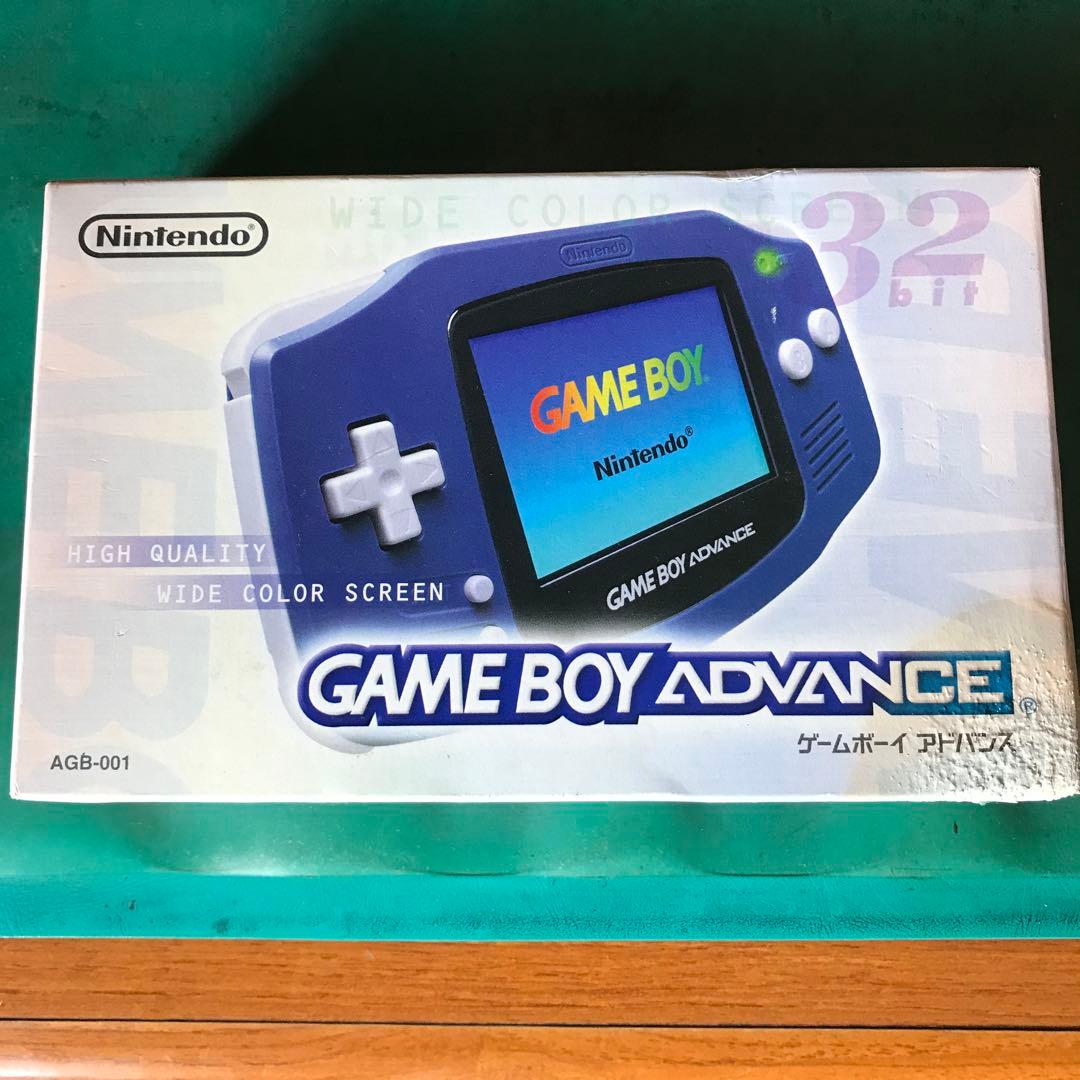 Nintendo®
WIDE COLOR SCREEN
32
bit
Nintendo
GAME BOY®
Nintendo®
GAME BOY ADVANCE
HIGH QUALITY
WIDE COLOR SCREEN
GAME BOY ADVANCE®
ゲームボーイ アドバンス
AGB-001